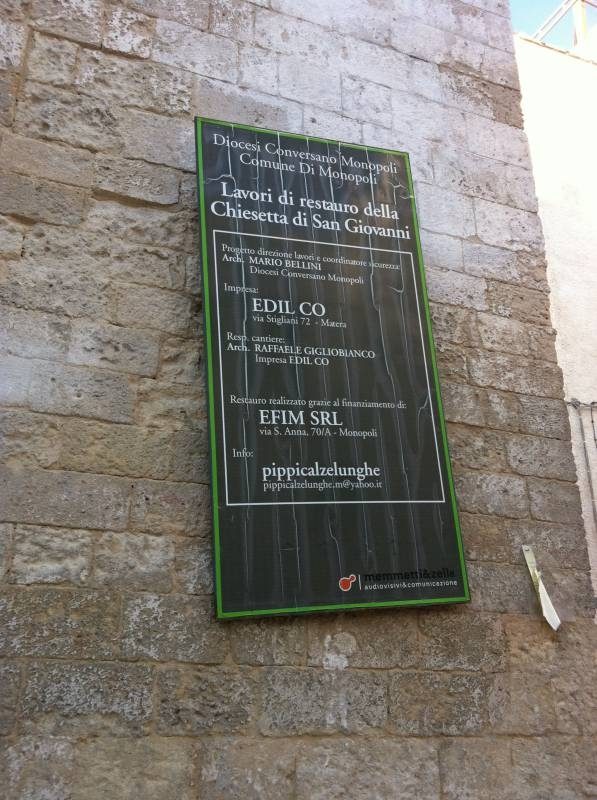 Diocesi Conversano Monopoli
Comune Di Monopoli
Lavori di restauro della
Chiesetta di San Giovanni
Progetto direzione lavori e coordinatore sicurezza:
Arch. MARIO BELLINI
Diocesi Conversano Monopoli
Impresa:
EDIL CO
via Stigliani 72 - Matera
Resp. cantiere:
Arch. RAFFAELE GIGLIOBIANCO
Impresa EDIL CO
Restauro realizzato grazie al finanziamento di:
EFIM SRL
via S. Anna, 70/A - Monopoli
Info:
pippicalzelunghe
pippicalzelunghe.m@yahoo.it
memmetti&zelle
audiovisivi&comunicazione